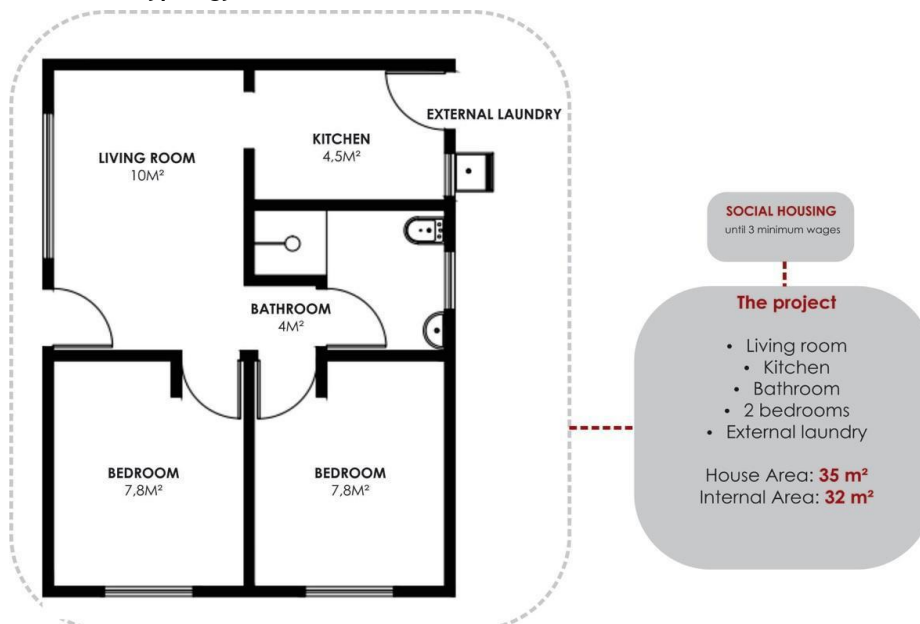 EXTERNAL LAUNDRY
KITCHEN
4,5M²
LIVING ROOM
10M²
BATHROOM
4M²
BEDROOM
7,8M²
BEDROOM
7,8M²
SOCIAL HOUSING
until 3 minimum wages
The project
• Living room
• Kitchen
• Bathroom
• 2 bedrooms
• External laundry
House Area: 35 m²
Internal Area: 32 m²